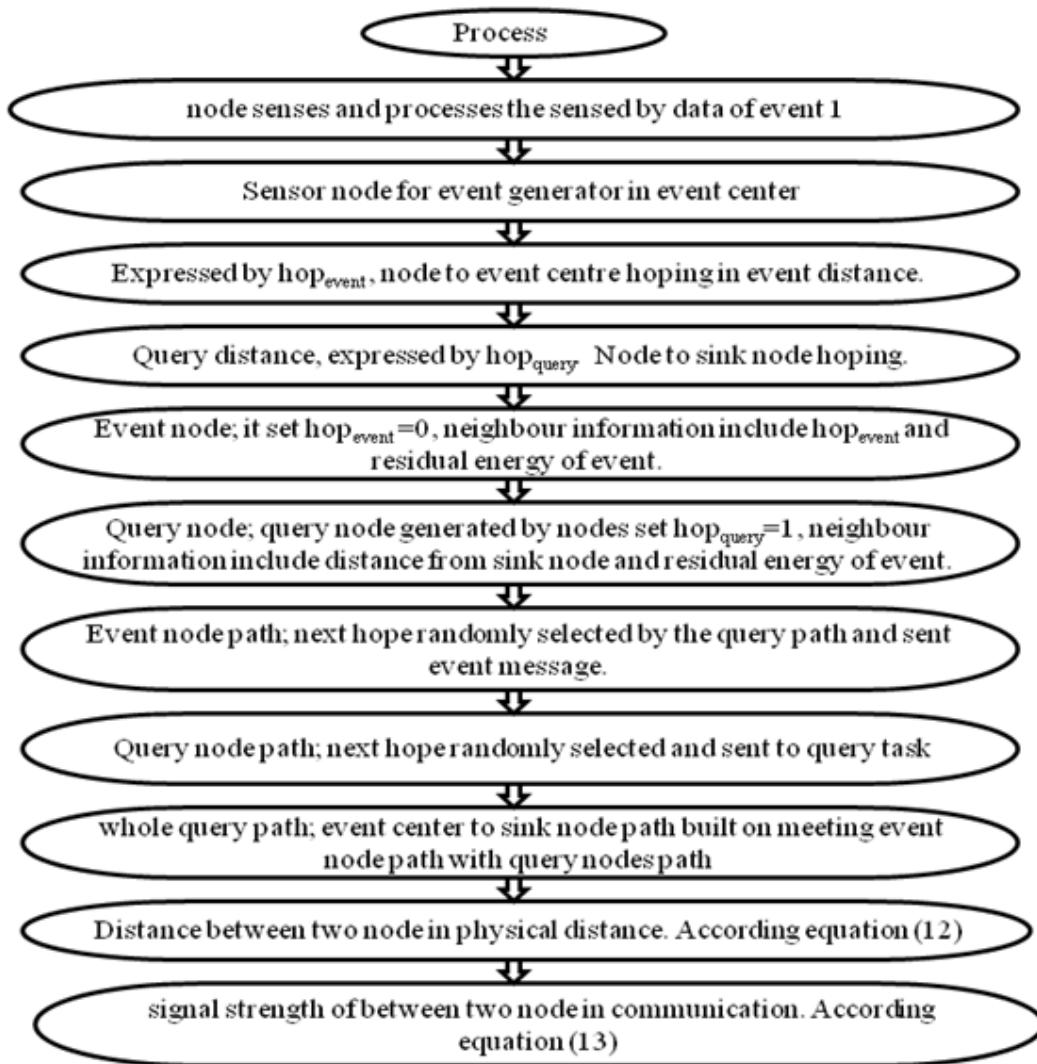 Process
node senses and processes the sensed by data of event 1
Sensor node for event generator in event center
Expressed by hop_event, node to event centre hoping in event distance.
Query distance, expressed by hop_query. Node to sink node hoping.
Event node; it set hop_event=0, neighbour information include hop_event and
residual energy of event.
Query node; query node generated by nodes set hop_query=1, neighbour
information include distance from sink node and residual energy of event.
Event node path; next hope randomly selected by the query path and sent
event message.
Query node path; next hope randomly selected and sent to query task
whole query path; event center to sink node path built on meeting event
node path with query nodes path
Distance between two node in physical distance. According equation (12)
signal strength of between two node in communication. According
equation (13)